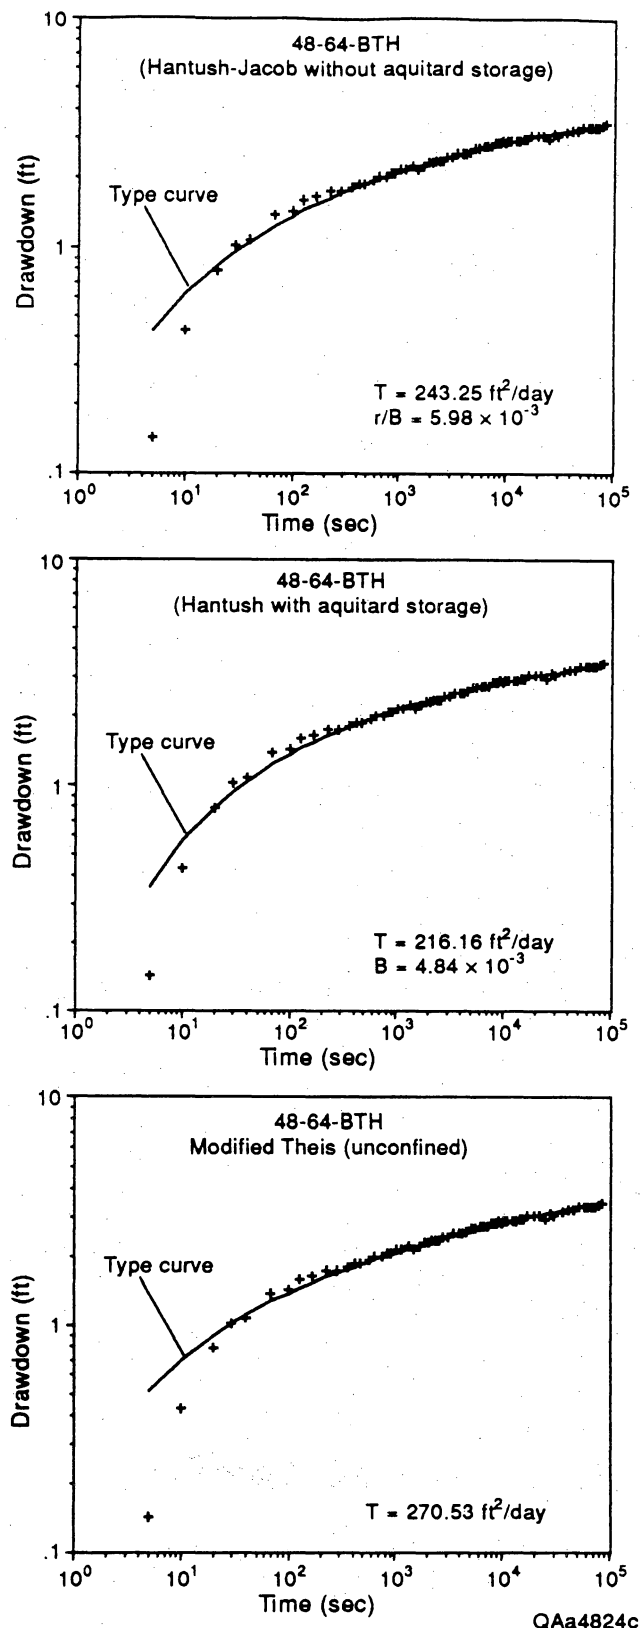 48-64-BTH
(Hantush-Jacob without aquitard storage)
10
1
.1
Drawdown (ft)
Type curve
T = 243.25 ft²/day
r/B = 5.98 × 10⁻³
10⁰ 10¹ 10² 10³ 10⁴ 10⁵
Time (sec)
48-64-BTH
(Hantush with aquitard storage)
10
1
.1
Drawdown (ft)
Type curve
T = 216.16 ft²/day
B = 4.84 × 10⁻³
10⁰ 10¹ 10² 10³ 10⁴ 10⁵
Time (sec)
48-64-BTH
Modified Theis (unconfined)
10
1
.1
Drawdown (ft)
Type curve
T = 270.53 ft²/day
10⁰ 10¹ 10² 10³ 10⁴ 10⁵
Time (sec)
QAa4824c